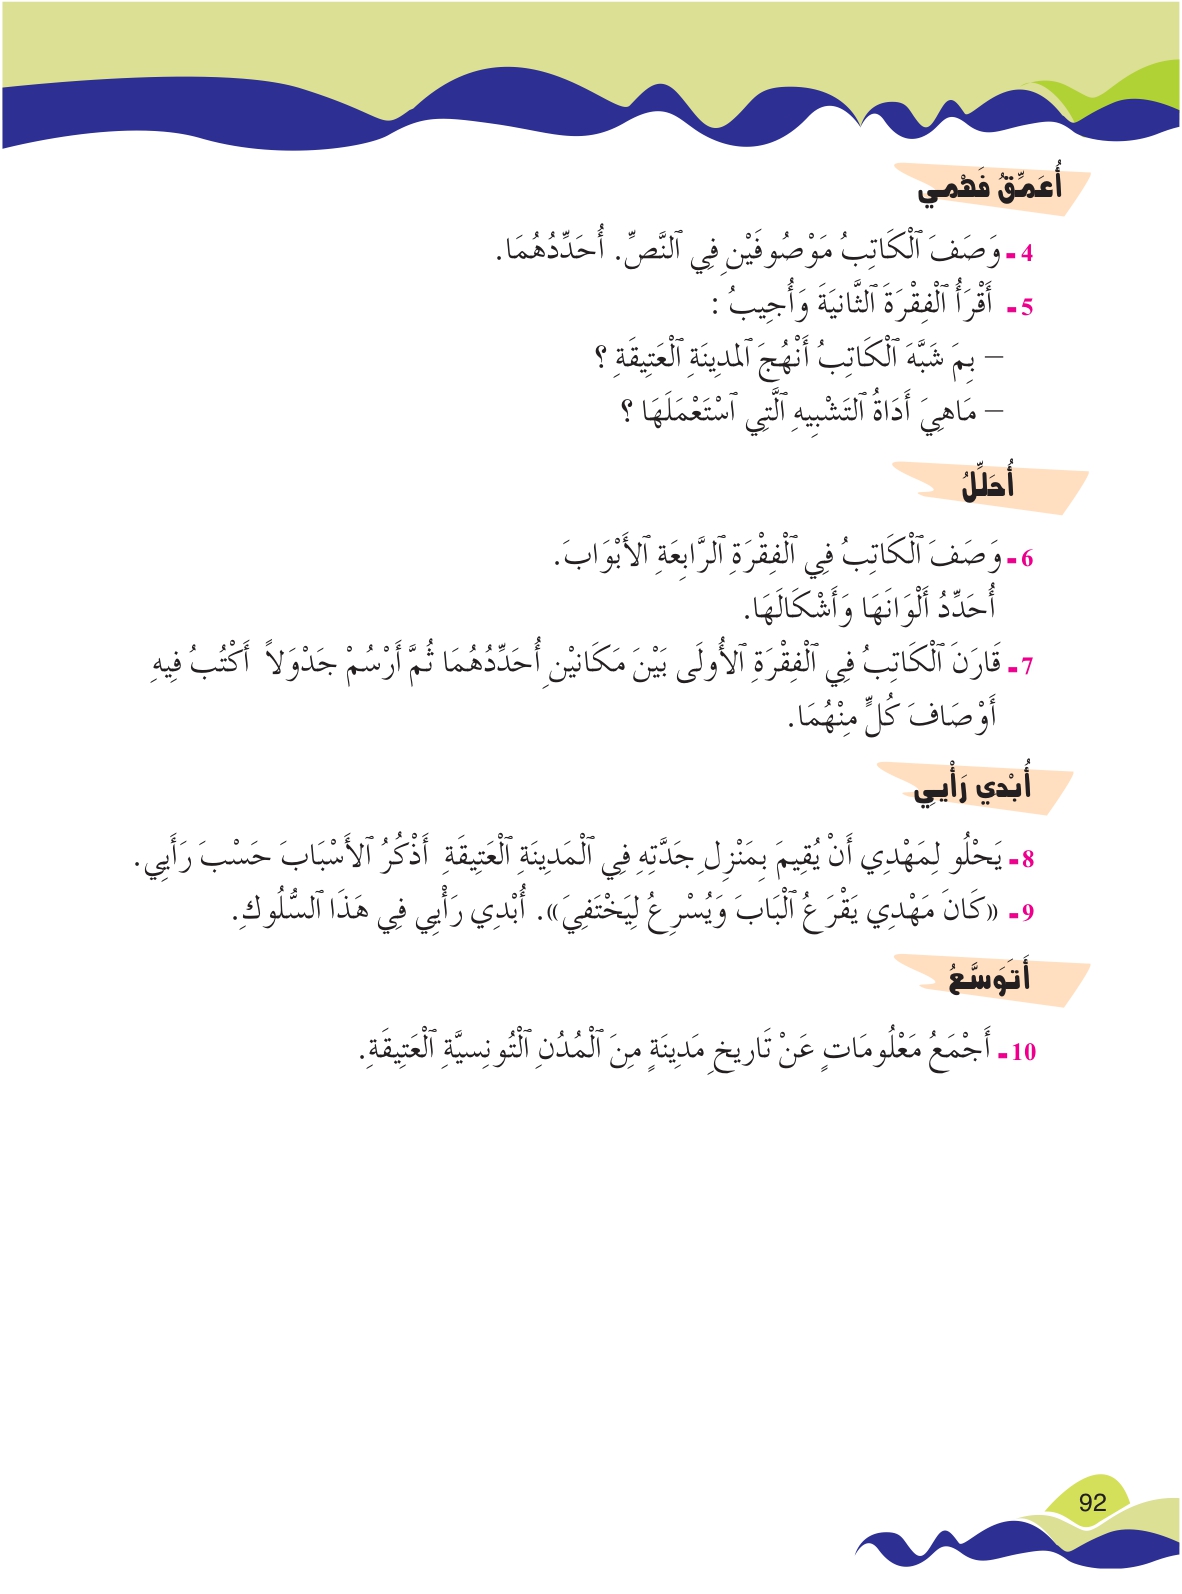 أُعَمِّقُ فَهْمِي
4- وَصَفَ ٱلْكَاتِبُ مَوْصُوفَيْنِ فِي ٱلنَّصِّ. أُحَدِّدُهُمَا.
5- أَقْرَأُ ٱلْفِقْرَةَ ٱلثَّانِيَةَ وَأُجِيبُ :
– بِمَ شَبَّهَ ٱلْكَاتِبُ أَنْهُجَ ٱلمدِينَةِ ٱلْعَتِيقَةِ ؟
– مَاهِيَ أَدَاةُ ٱلتَشْبِيهِ ٱلَّتِي ٱسْتَعْمَلَهَا ؟
أُحَلِّلُ
6- وَصَفَ ٱلْكَاتِبُ فِي ٱلْفِقْرَةِ ٱلرَّابِعَةِ ٱلأَبْوَابَ.
أُحَدِّدُ أَلْوَانَهَا وَأَشْكَالَهَا.
7- قَارَنَ ٱلْكَاتِبُ فِي ٱلْفِقْرَةِ ٱلأُولَى بَيْنَ مَكَانيْنِ أُحَدِّدُهُمَا ثُمَّ أَرْسُمْ جَدْوَلاً أَكْتُبُ فِيهِ
أَوْصَافَ كُلٍّ مِنْهُمَا.
أُبْدِي رَأْيِي
8- يَحْلُو لِمَهْدِي أَنْ يُقِيمَ بِمَنْزِلِ جَدَّتِهِ فِي ٱلْمَدِينَةِ ٱلْعَتِيقَةِ أَذْكُرُ ٱلأَسْبَابَ حَسْبَ رَأَيِي.
9- «كَانَ مَهْدِي يَقْرَعُ ٱلْبَابَ وَيُسْرِعُ لِيَخْتَفِيَ». أُبْدِي رَأْيِي فِي هَذَا ٱلسُّلُوكِ.
أَتَوَسَّعُ
10- أَجْمَعُ مَعْلُومَاتٍ عَنْ تَارِيخِ مَدِينَةٍ مِنَ ٱلْمُدُنِ ٱلْتُونِسيَّةِ ٱلْعَتِيقَةِ.
92